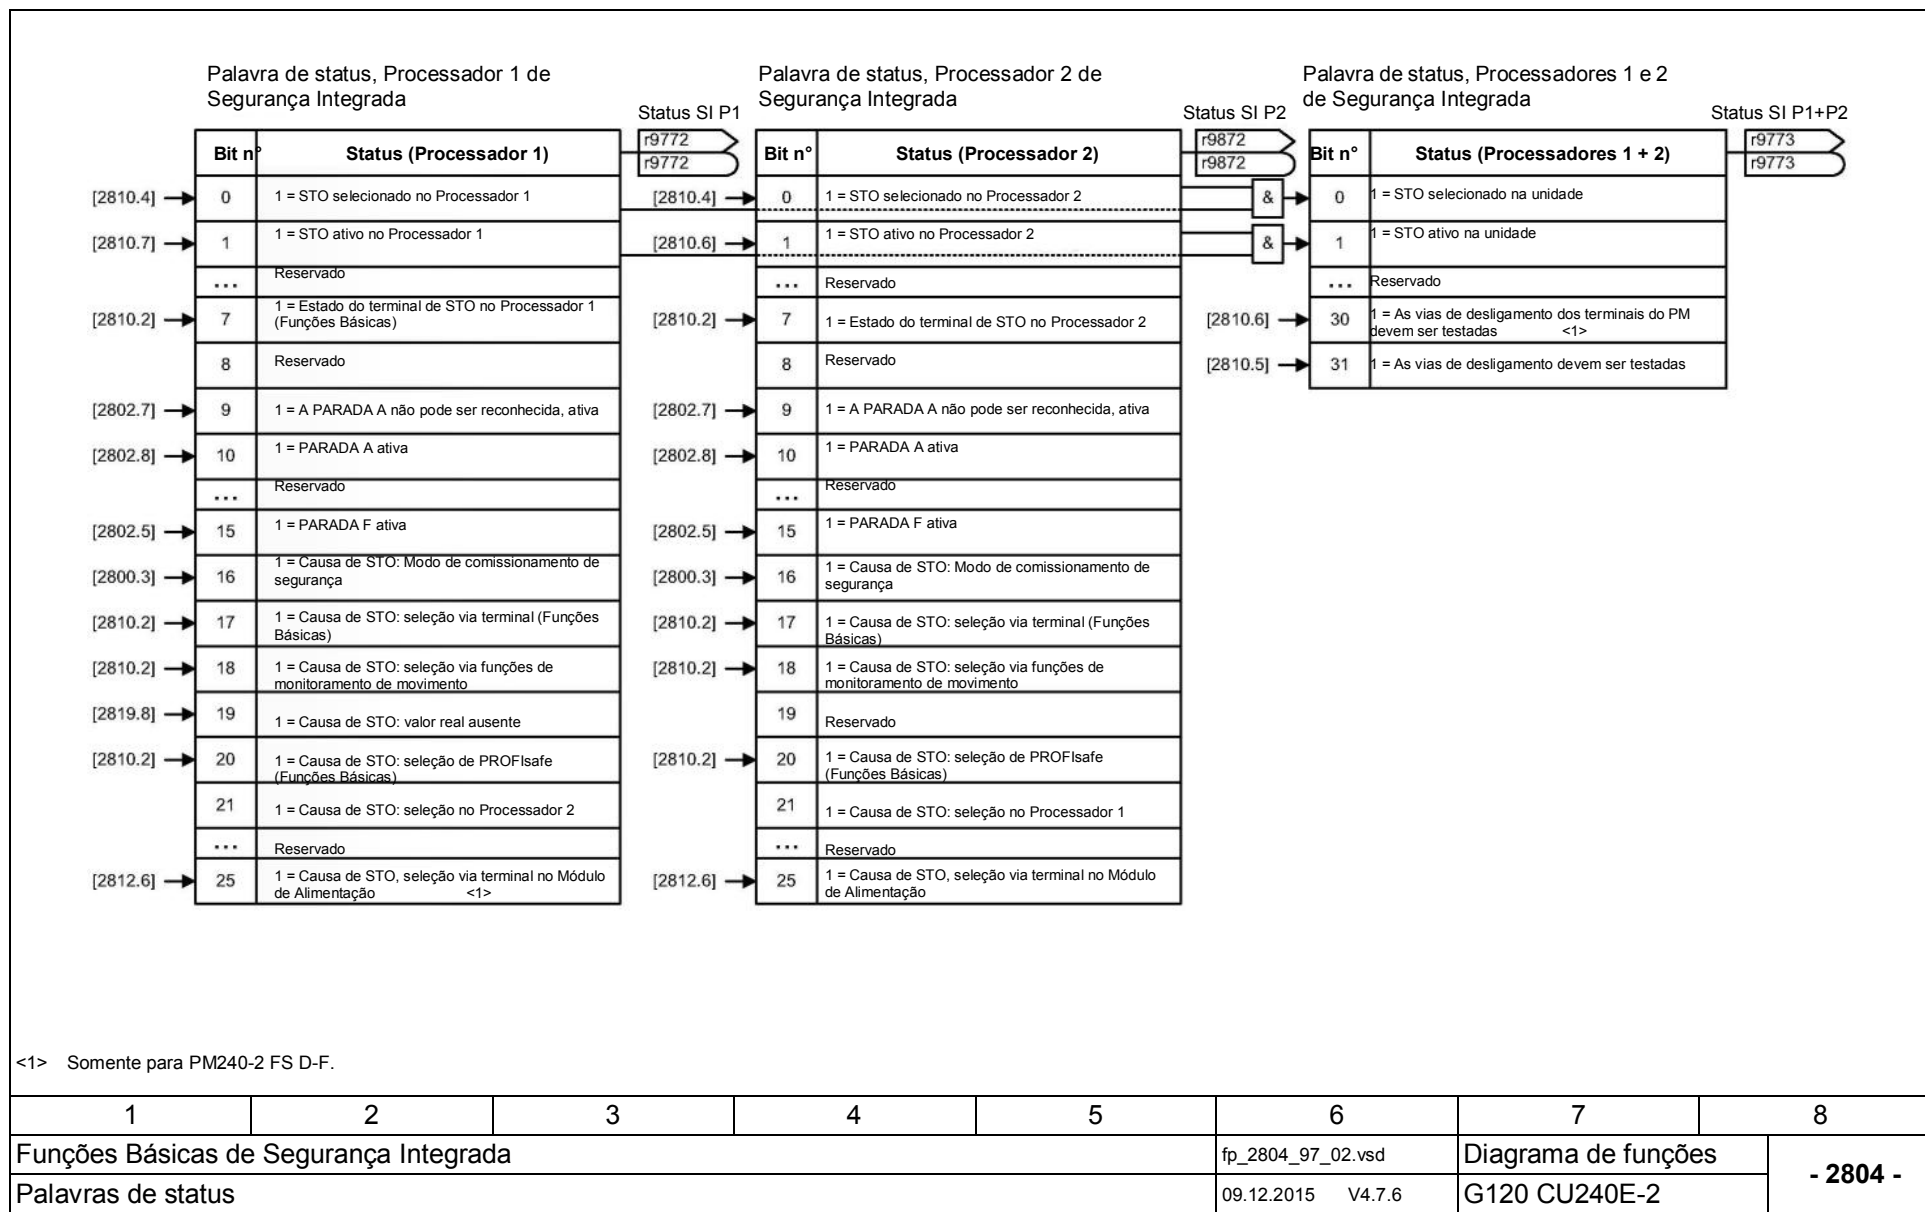 Palavra de status, Processador 1 de
Segurança Integrada
Status SI P1
r9772
r9772
Bit n° Status (Processador 1)
[2810.4] 0 1 = STO selecionado no Processador 1
[2810.7] 1 1 = STO ativo no Processador 1
... Reservado
[2810.2] 7 1 = Estado do terminal de STO no Processador 1
(Funções Básicas)
8 Reservado
[2802.7] 9 1 = A PARADA A não pode ser reconhecida, ativa
[2802.8] 10 1 = PARADA A ativa
... Reservado
[2802.5] 15 1 = PARADA F ativa
[2800.3] 16 1 = Causa de STO: Modo de comissionamento de
segurança
[2810.2] 17 1 = Causa de STO: seleção via terminal (Funções
Básicas)
[2810.2] 18 1 = Causa de STO: seleção via funções de
monitoramento de movimento
[2819.8] 19 1 = Causa de STO: valor real ausente
[2810.2] 20 1 = Causa de STO: seleção de PROFIsafe
(Funções Básicas)
21 1 = Causa de STO: seleção no Processador 2
... Reservado
[2812.6] 25 1 = Causa de STO, seleção via terminal no Módulo
de Alimentação <1>
Palavra de status, Processador 2 de
Segurança Integrada
Status SI P2
r9872
r9872
Bit n° Status (Processador 2)
[2810.4] 0 1 = STO selecionado no Processador 2
[2810.6] 1 1 = STO ativo no Processador 2
... Reservado
[2810.2] 7 1 = Estado do terminal de STO no Processador 2
8 Reservado
[2802.7] 9 1 = A PARADA A não pode ser reconhecida, ativa
[2802.8] 10 1 = PARADA A ativa
... Reservado
[2802.5] 15 1 = PARADA F ativa
[2800.3] 16 1 = Causa de STO: Modo de comissionamento de
segurança
[2810.2] 17 1 = Causa de STO: seleção via terminal (Funções
Básicas)
[2810.2] 18 1 = Causa de STO: seleção via funções de
monitoramento de movimento
19 Reservado
[2810.2] 20 1 = Causa de STO: seleção de PROFIsafe
(Funções Básicas)
21 1 = Causa de STO: seleção no Processador 1
... Reservado
[2812.6] 25 1 = Causa de STO, seleção via terminal no Módulo
de Alimentação
Palavra de status, Processadores 1 e 2
de Segurança Integrada
Status SI P1+P2
r9773
r9773
Bit n° Status (Processadores 1 + 2)
& 0 1 = STO selecionado na unidade
& 1 1 = STO ativo na unidade
... Reservado
[2810.6] 30 1 = As vias de desligamento dos terminais do PM
devem ser testadas <1>
[2810.5] 31 1 = As vias de desligamento devem ser testadas
<1> Somente para PM240-2 FS D-F.
1 2 3 4 5 6 7 8
Funções Básicas de Segurança Integrada fp_2804_97_02.vsd Diagrama de funções
- 2804 -
Palavras de status 09.12.2015 V4.7.6 G120 CU240E-2